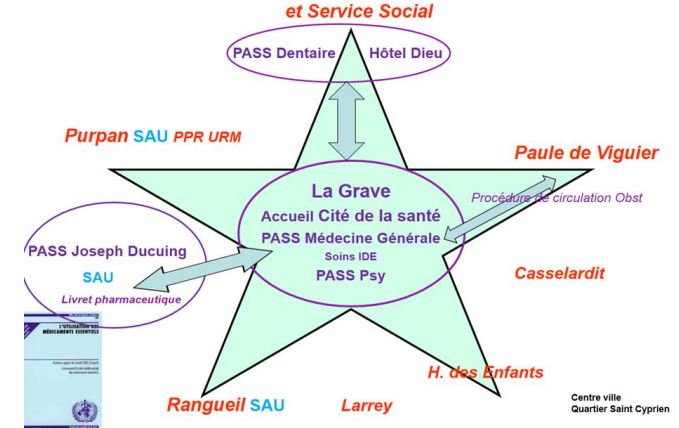 et Service Social
PASS Dentaire Hôtel Dieu
Purpan SAU PPR URM
Paule de Viguier
La Grave
Accueil Cité de la santé
PASS Médecine Générale
Soins IDE
PASS Psy
Procédure de circulation Obst
PASS Joseph Ducuing
SAU
Livret pharmaceutique
Casselardit
L'UTILISATION DES
MÉDICAMENTS ESSENTIELS
H. des Enfants
Rangueil SAU
Larrey
Centre ville
Quartier Saint Cyprien